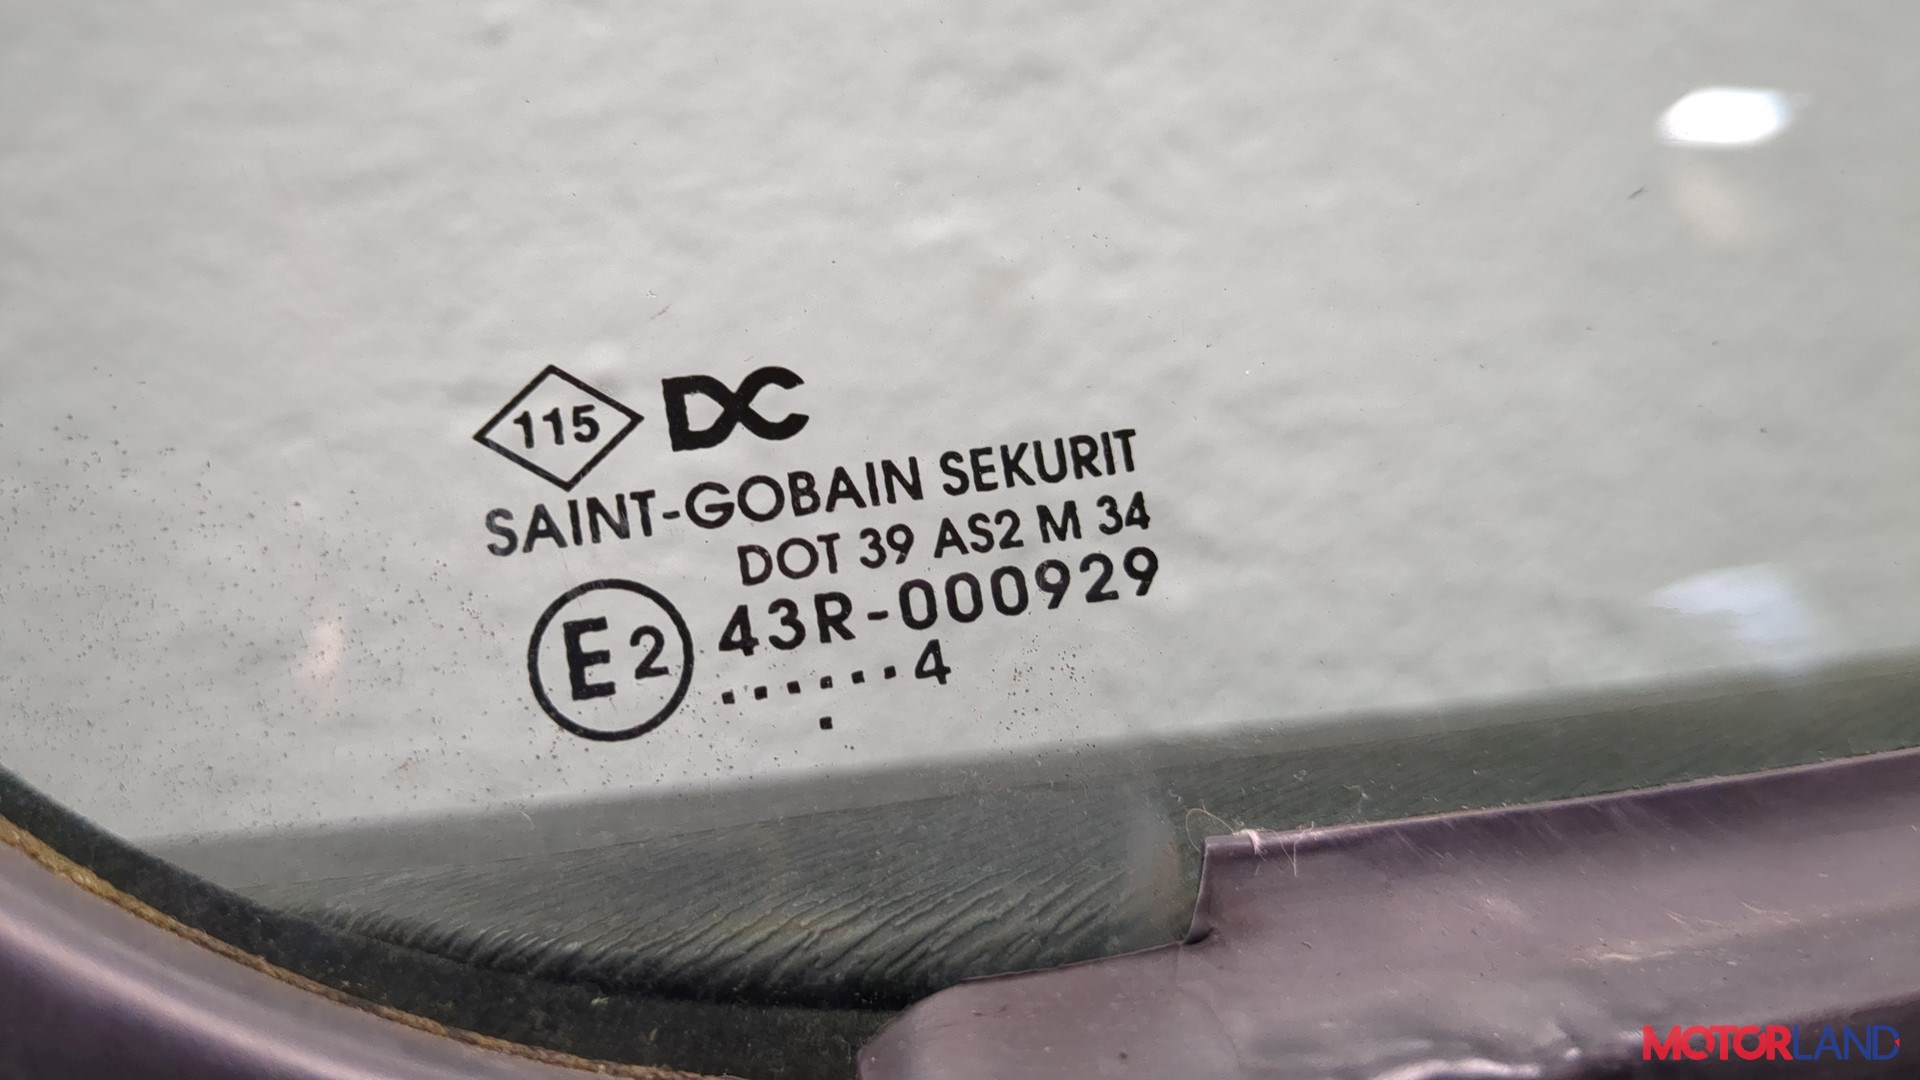 115 DC
SAINT-GOBAIN SEKURIT
DOT 39 AS2 M 34
E2 43R-000929
......4
.
MOTORLAND